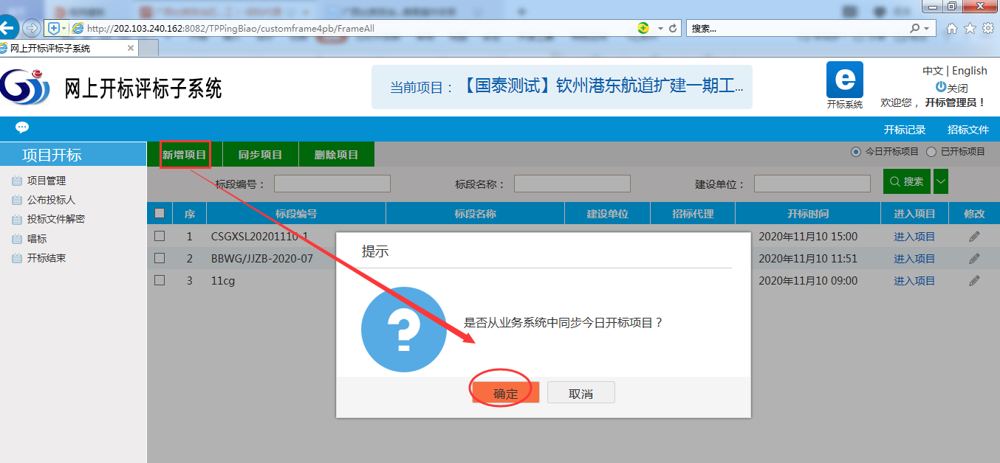 http://202.103.240.162:8082/TPPingBiao/customframe4pb/FrameAll
搜索...
网上开标评标子系统
网上开标评标子系统
当前项目：
【国泰测试】钦州港东航道扩建一期工...
开标系统
中文 | English
关闭
欢迎您，开标管理员！
开标记录
招标文件
项目开标
新增项目
同步项目
删除项目
今日开标项目
已开标项目
项目管理
公布投标人
投标文件解密
唱标
开标结束
标段编号：
标段名称：
建设单位：
搜索
序 标段编号 标段名称 建设单位 招标代理 开标时间 进入项目 修改
1 CSGXSL20201110-1 2020年11月10 15:00 进入项目
2 BBWG/JJZB-2020-07 2020年11月10 11:51 进入项目
3 11cg 2020年11月10 09:00 进入项目
提示
是否从业务系统中同步今日开标项目？
确定
取消